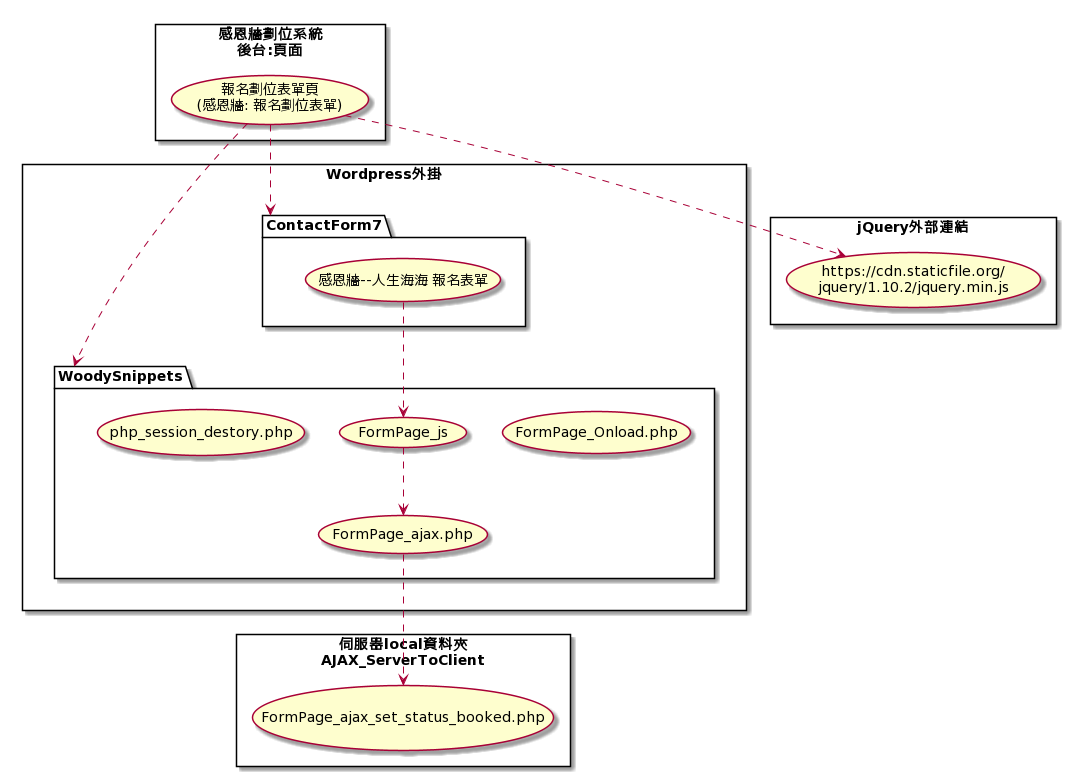 感恩牆劃位系統
後台:頁面
報名劃位表單頁
(感恩牆: 報名劃位表單)
Wordpress外掛
ContactForm7
感恩牆--人生海海 報名表單
jQuery外部連結
https://cdn.staticfile.org/
jquery/1.10.2/jquery.min.js
WoodySnippets
php_session_destory.php
FormPage_js
FormPage_Onload.php
FormPage_ajax.php
伺服器local資料夾
AJAX_ServerToClient
FormPage_ajax_set_status_booked.php